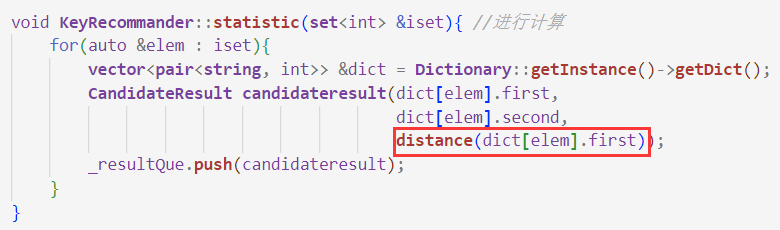 void KeyRecommander::statistic(set<int> &iset){ //进行计算
    for(auto &elem : iset){
        vector<pair<string, int>> &dict = Dictionary::getInstance()->getDict();
        CandidateResult candidateresult(dict[elem].first,
                                        dict[elem].second,
                                        distance(dict[elem].first));
        _resultQue.push(candidateresult);
    }
}